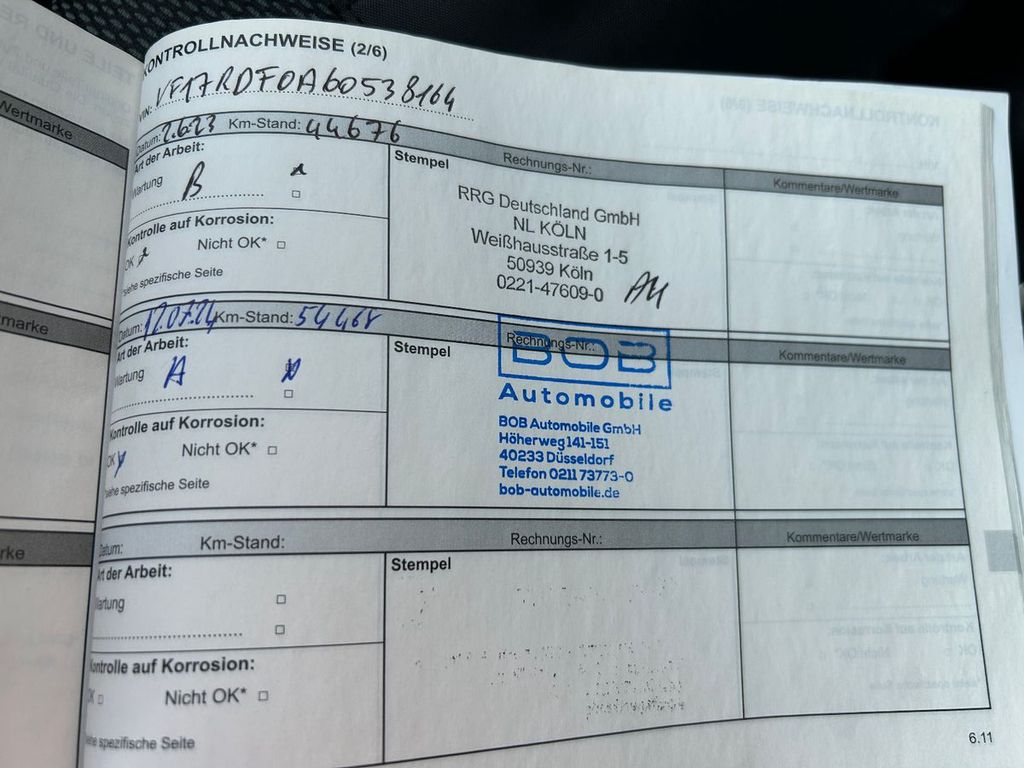 KONTROLLNACHWEISE (2/6)
VIN: VF17RDF0A60538164
Datum: 2.6.23 Km-Stand: 44676
Rechnungs-Nr.:
Kommentare/Wertmarke
Art der Arbeit:
Wartung B
Stempel
RRG Deutschland GmbH
NL KÖLN
Weißhausstraße 1-5
50939 Köln
0221-47609-0
Kontrolle auf Korrosion:
OK Nicht OK*
*siehe spezifische Seite
Datum: 12.07.24 Km-Stand: 54468
Rechnungs-Nr.:
Kommentare/Wertmarke
Art der Arbeit:
Wartung A
Stempel
BOB
Automobile
BOB Automobile GmbH
Höherweg 141-151
40233 Düsseldorf
Telefon 0211 73773-0
bob-automobile.de
Kontrolle auf Korrosion:
OK Nicht OK*
*siehe spezifische Seite
Datum: Km-Stand:
Rechnungs-Nr.:
Kommentare/Wertmarke
Art der Arbeit:
Wartung
Stempel
Kontrolle auf Korrosion:
OK Nicht OK*
siehe spezifische Seite
6.11
Wertmarke
rmarke
rke